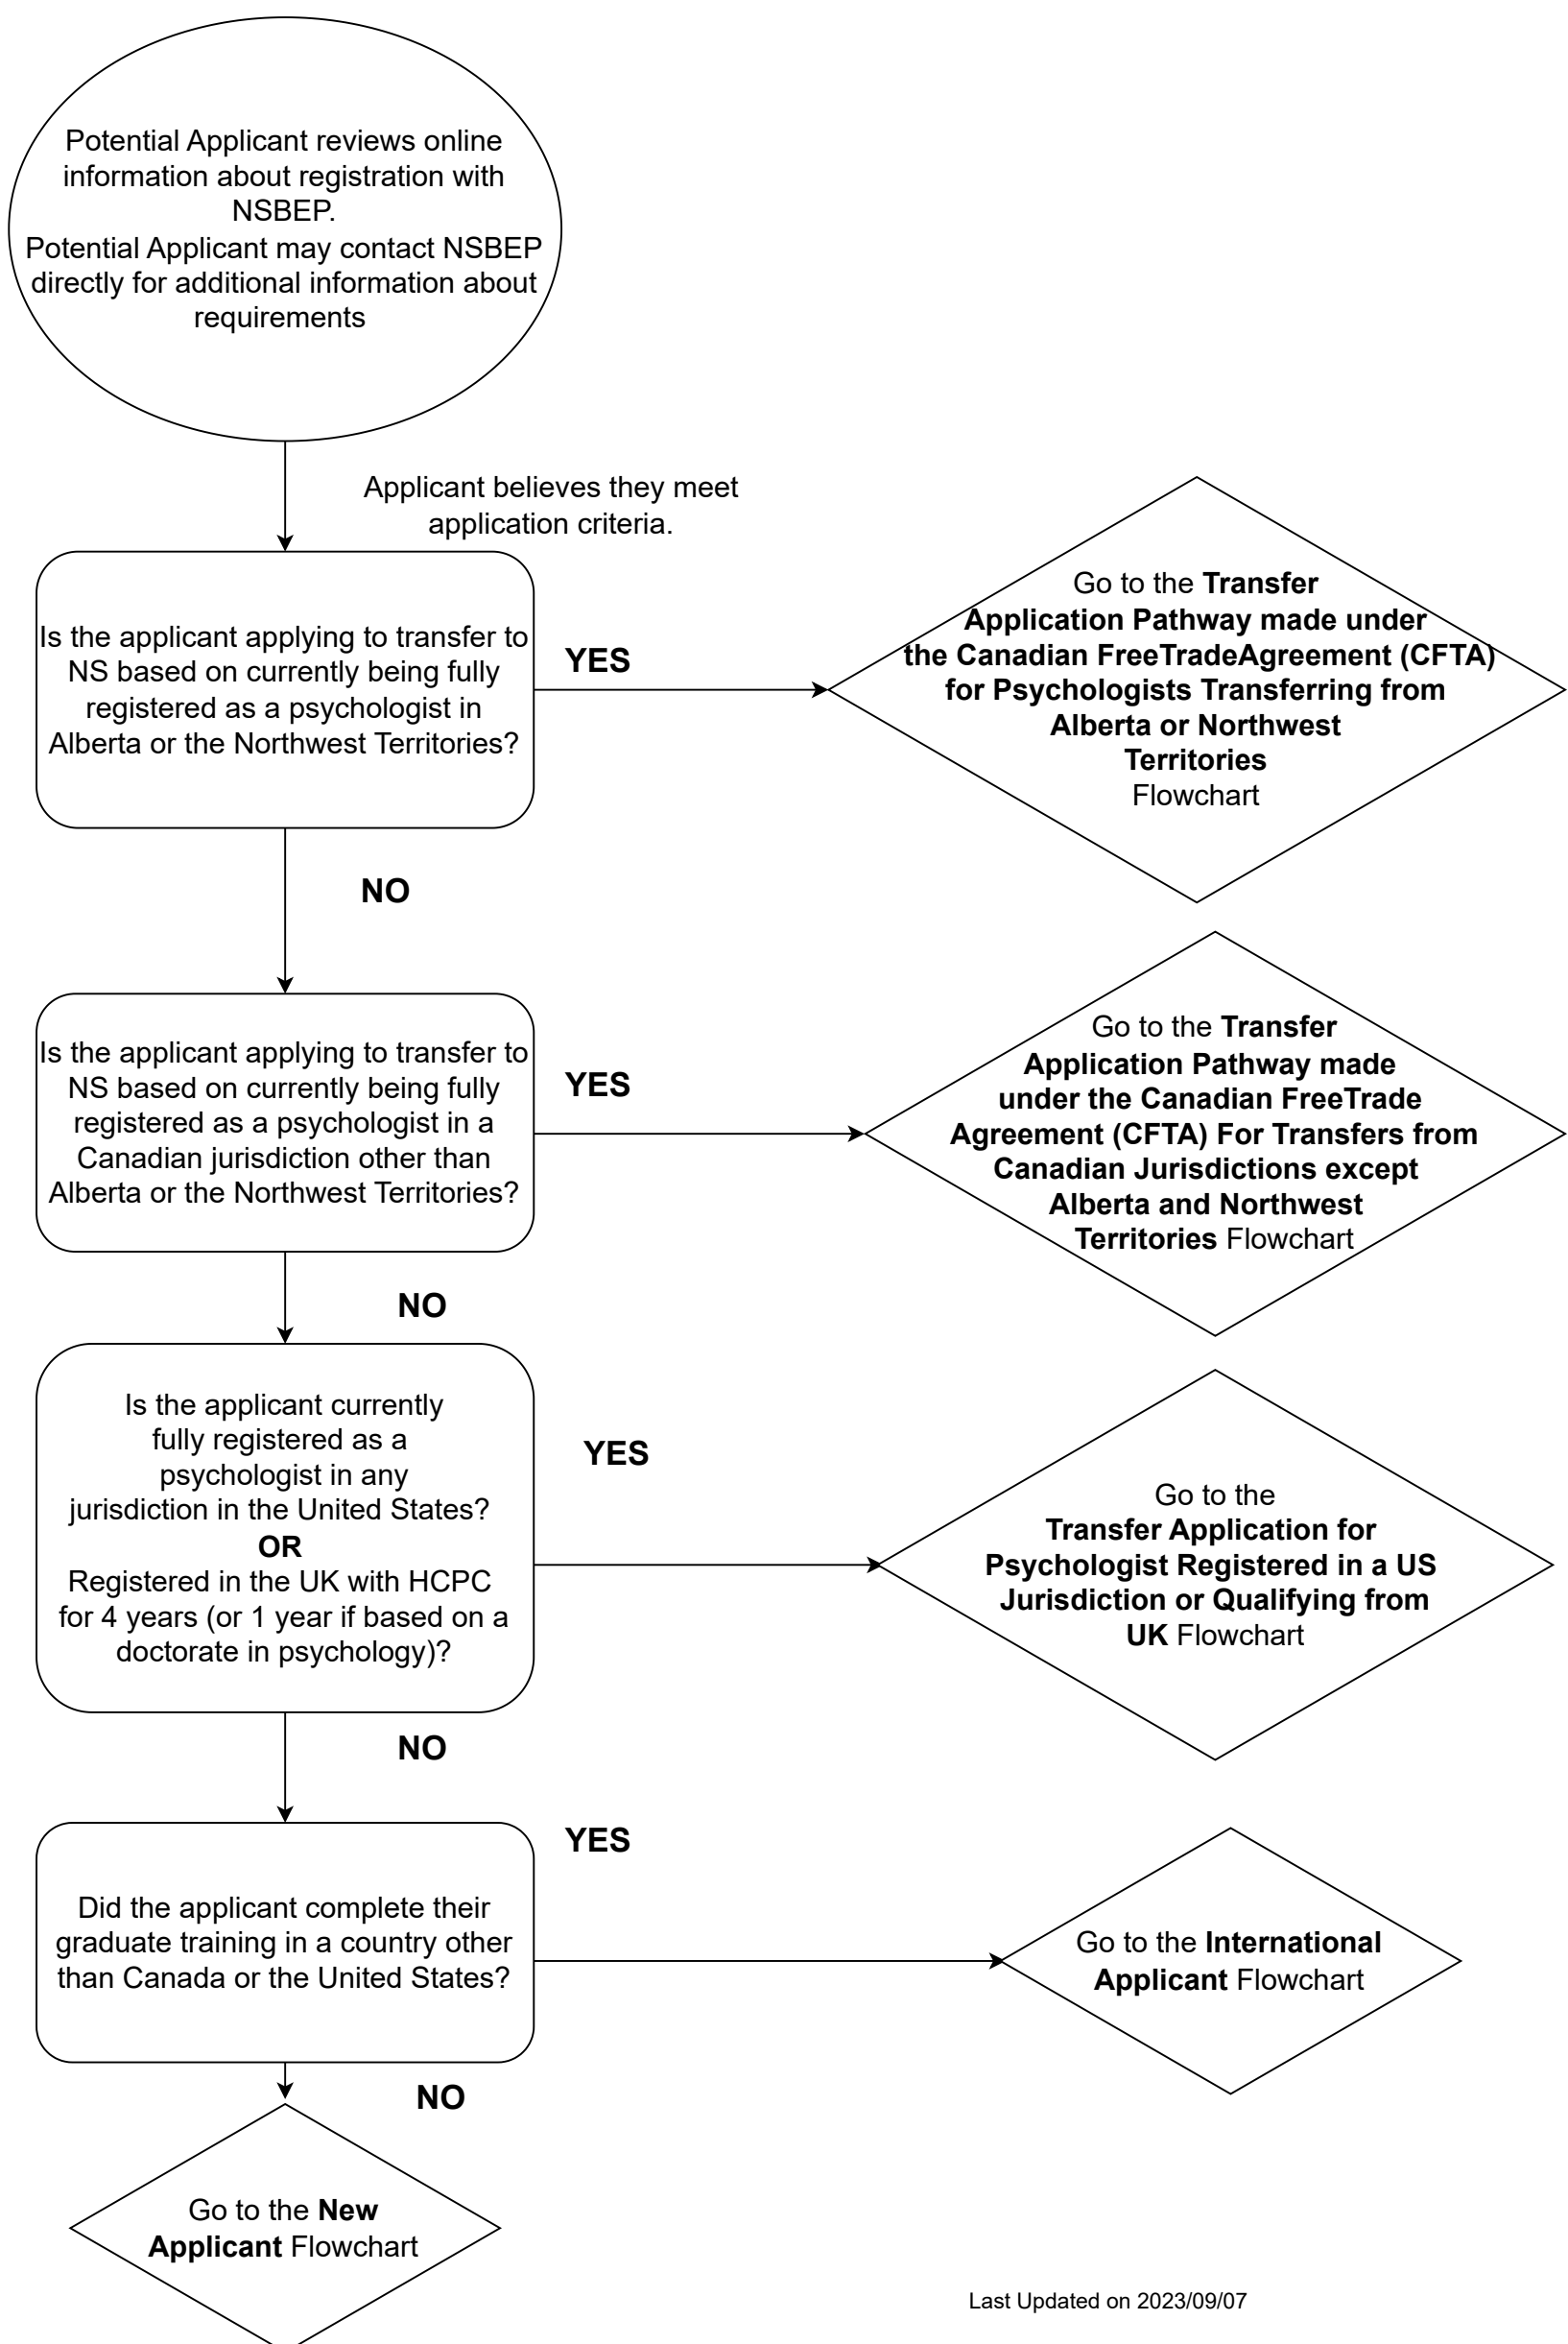 Potential Applicant reviews online
information about registration with
NSBEP.
Potential Applicant may contact NSBEP
directly for additional information about
requirements
Applicant believes they meet
application criteria.
Is the applicant applying to transfer to
NS based on currently being fully
registered as a psychologist in
Alberta or the Northwest Territories?
YES
Go to the Transfer
Application Pathway made under
the Canadian FreeTradeAgreement (CFTA)
for Psychologists Transferring from
Alberta or Northwest
Territories
Flowchart
NO
Is the applicant applying to transfer to
NS based on currently being fully
registered as a psychologist in a
Canadian jurisdiction other than
Alberta or the Northwest Territories?
YES
Go to the Transfer
Application Pathway made
under the Canadian FreeTrade
Agreement (CFTA) For Transfers from
Canadian Jurisdictions except
Alberta and Northwest
Territories Flowchart
NO
Is the applicant currently
fully registered as a
psychologist in any
jurisdiction in the United States?
OR
Registered in the UK with HCPC
for 4 years (or 1 year if based on a
doctorate in psychology)?
YES
Go to the
Transfer Application for
Psychologist Registered in a US
Jurisdiction or Qualifying from
UK Flowchart
NO
Did the applicant complete their
graduate training in a country other
than Canada or the United States?
YES
Go to the International
Applicant Flowchart
NO
Go to the New
Applicant Flowchart
Last Updated on 2023/09/07